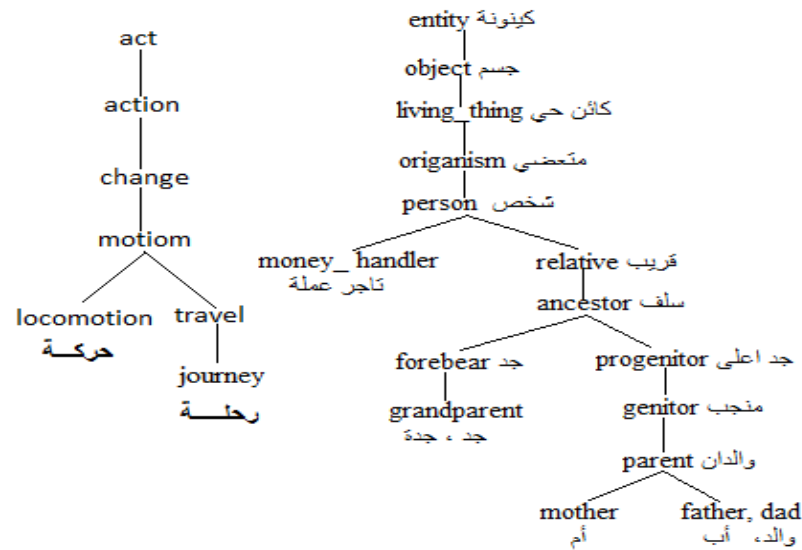 act
action
change
motiom
locomotion travel
حركـــة
journey
رحلـــــة
entity كينونة
object جسم
living_thing كائن حي
origanism متعضي
person شخص
money_ handler relative قريب
تاجر عملة
ancestor سلف
forebear جد progenitor جد اعلى
grandparent genitor منجب
جد ، جدة
parent والدان
mother father, dad
أم والد، أب